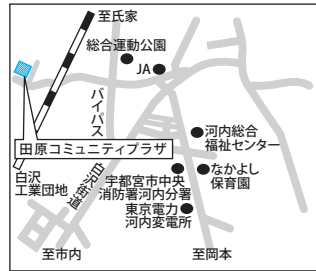 至氏家
総合運動公園
JA
バイパス
田原コミュニティプラザ
河内総合
福祉センター
白沢
工業団地
白沢街道
宇都宮市中央
消防署河内分署
なかよし
保育園
東京電力
河内変電所
至市内
至岡本